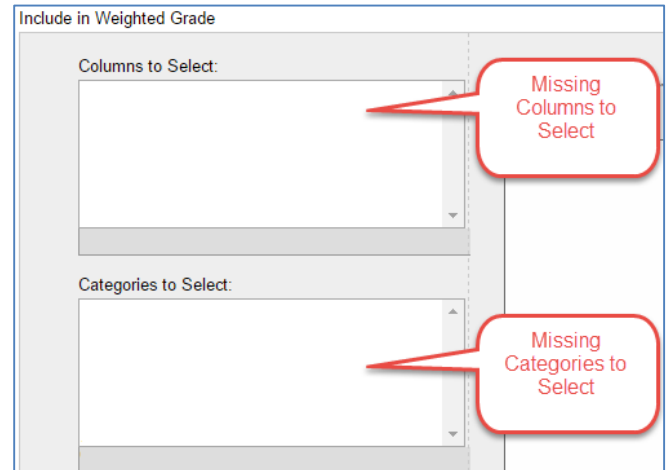 Include in Weighted Grade
Columns to Select:
Missing
Columns to
Select
Categories to Select:
Missing
Categories to
Select